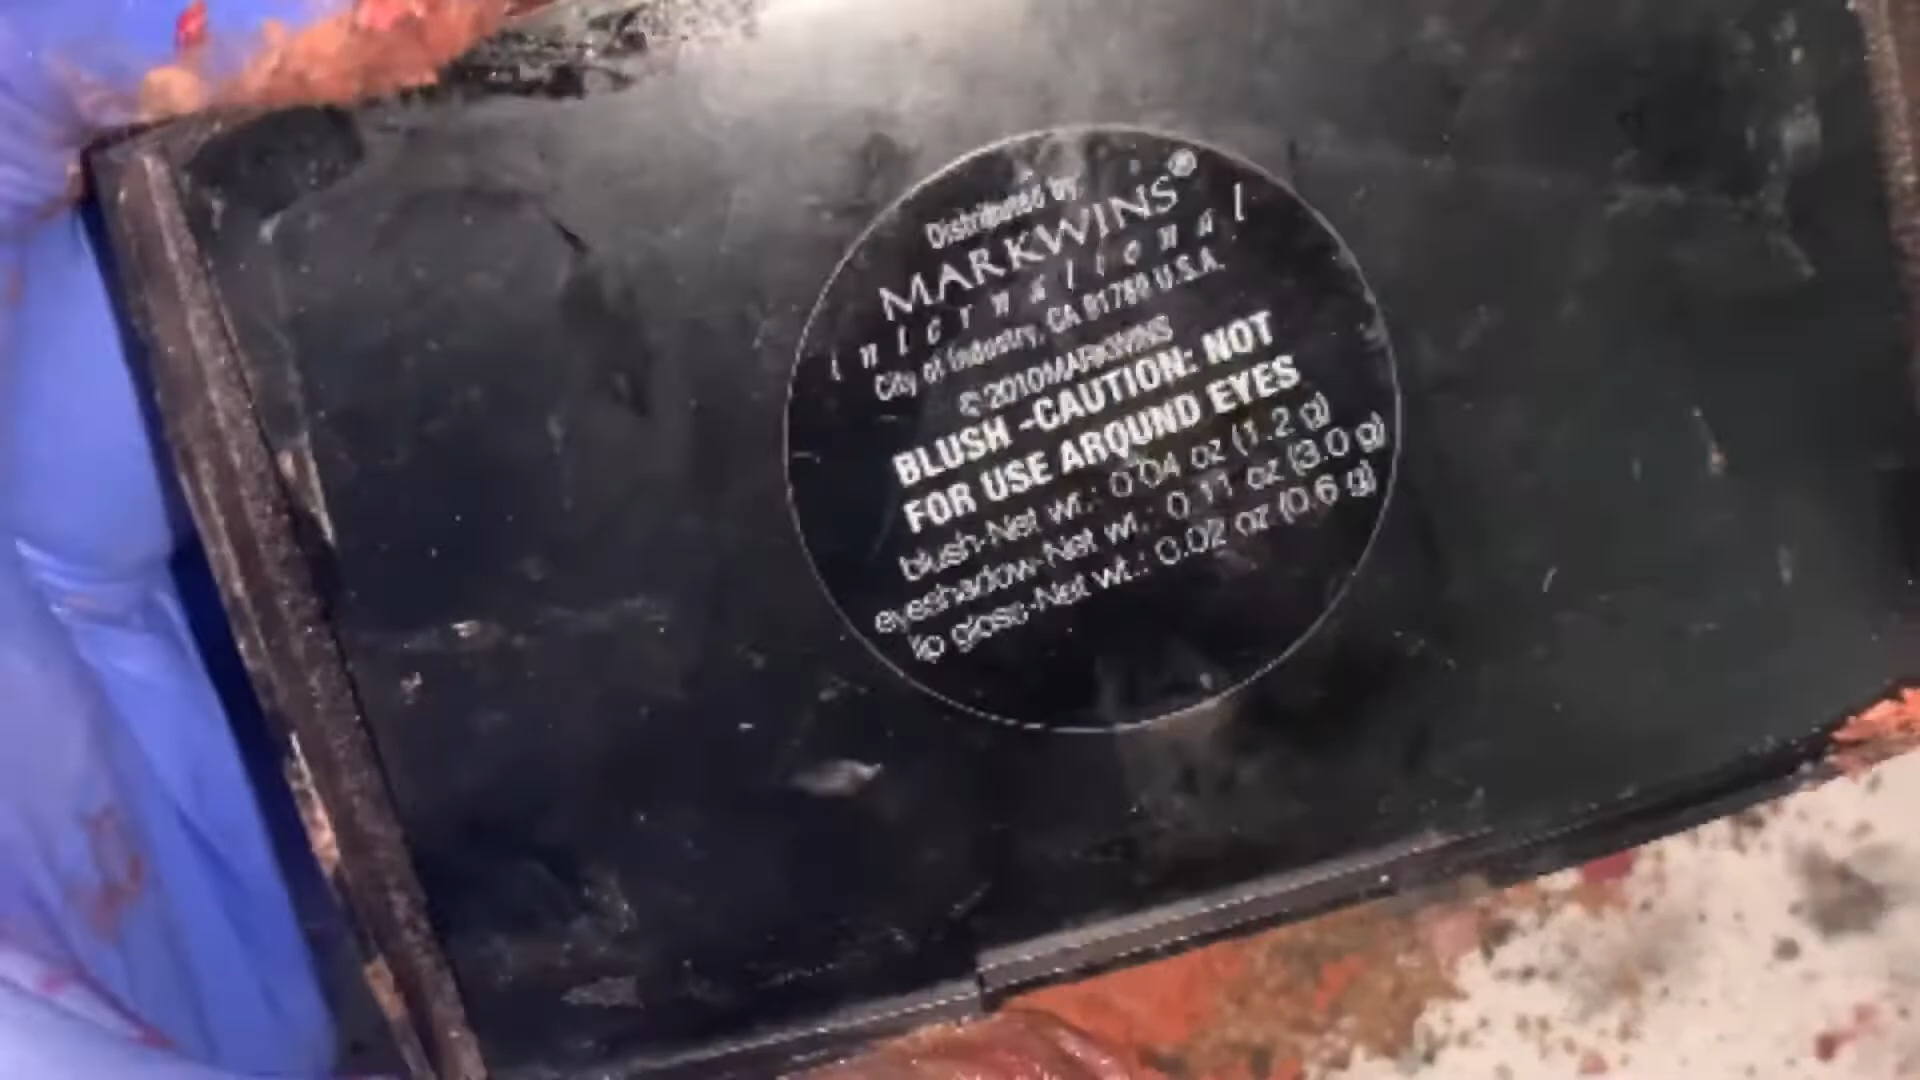 Distributed by
MARKWINS®
international
City of Industry, CA 91789 U.S.A.
©2010MARKWINS
BLUSH -CAUTION: NOT
FOR USE AROUND EYES
blush-Net wt.: 0.04 oz (1.2 g)
eyeshadow-Net wt.: 0.11 oz (3.0 g)
lip gloss-Net wt.: 0.02 oz (0.6 g)